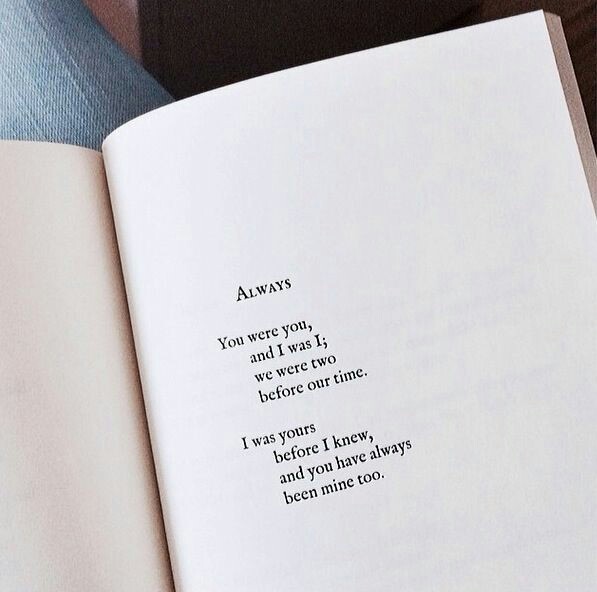 ALWAYS
You were you,
and I was I;
we were two
before our time.
I was yours
before I knew,
and you have always
been mine too.